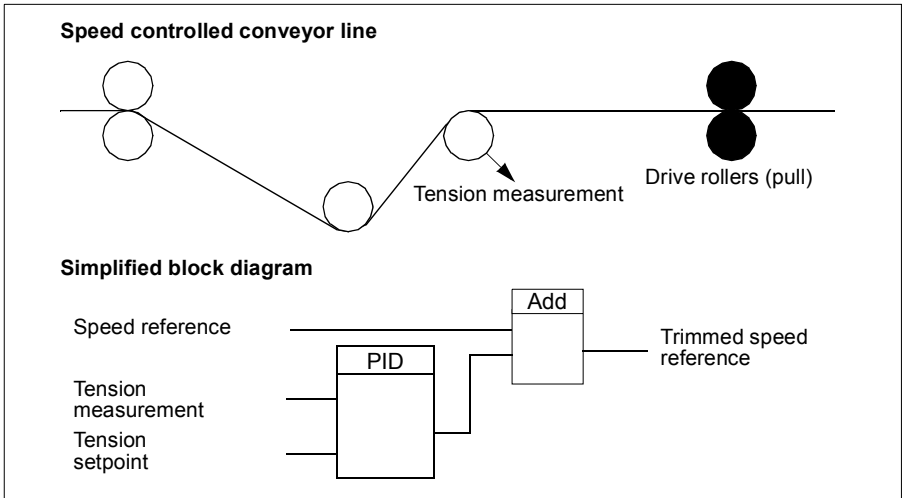 Speed controlled conveyor line
Tension measurement
Drive rollers (pull)
Simplified block diagram
Add
Speed reference
Trimmed speed
reference
PID
Tension
measurement
Tension
setpoint